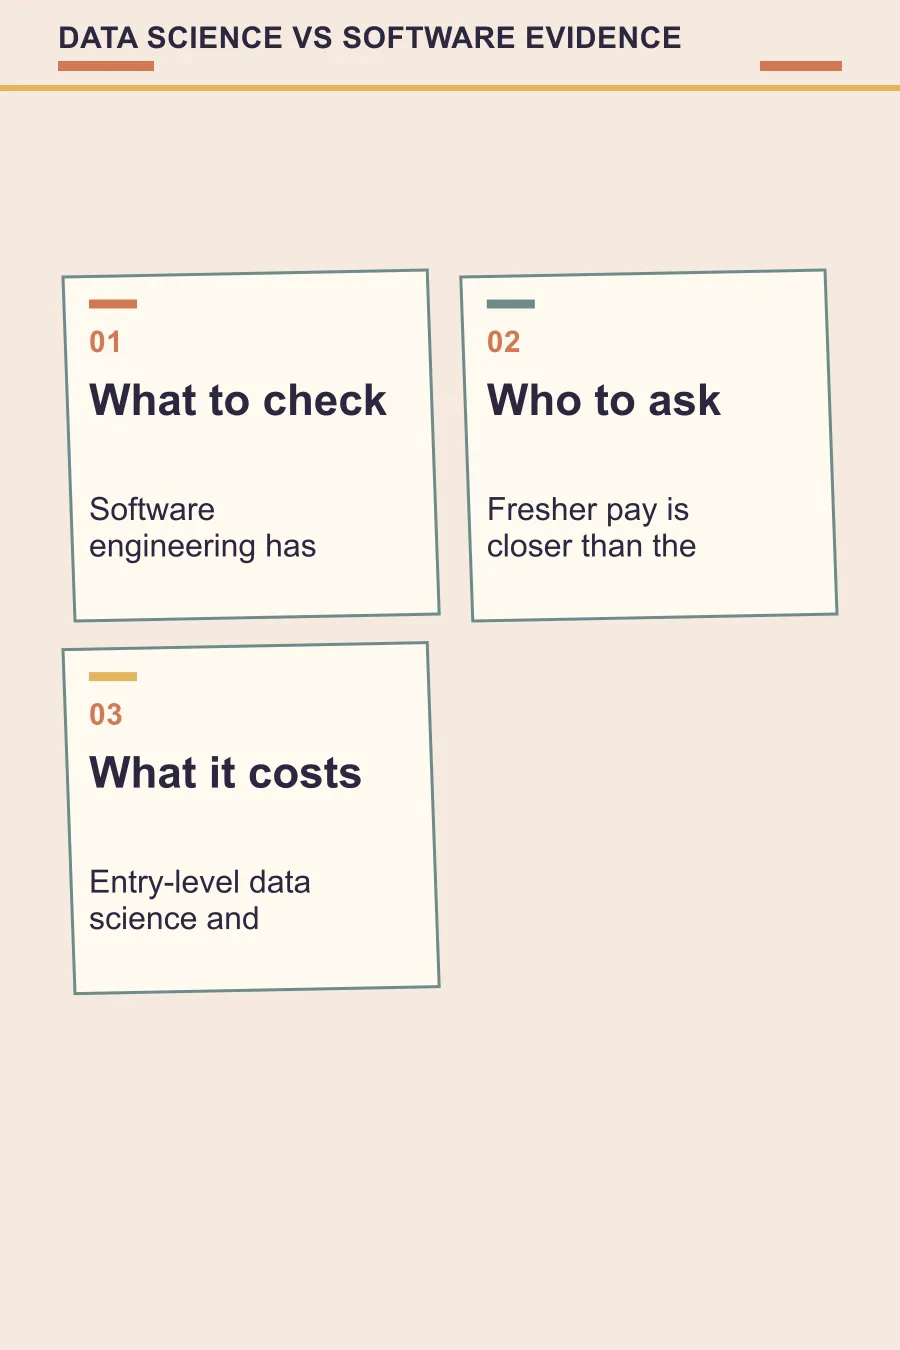 DATA SCIENCE VS SOFTWARE EVIDENCE
01
What to check
Software
engineering has
02
Who to ask
Fresher pay is
closer than the
03
What it costs
Entry-level data
science and